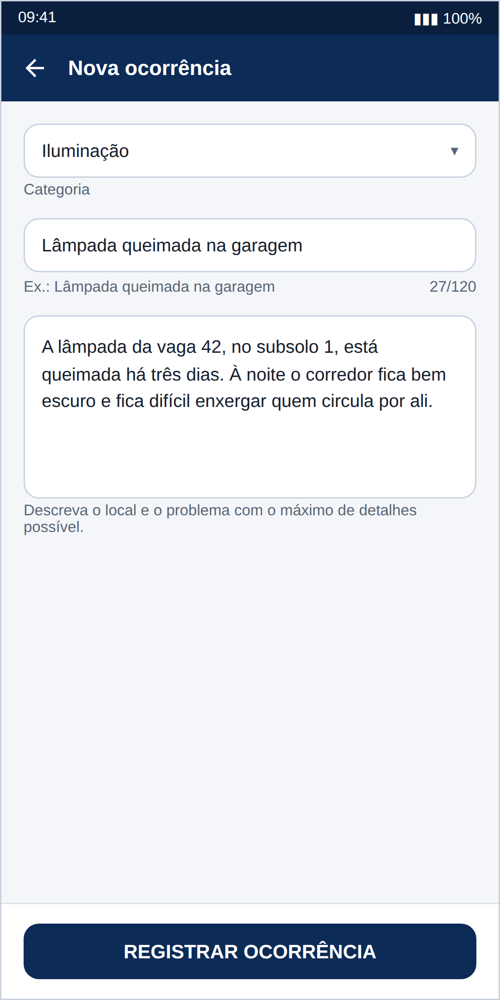 09:41
100%
Nova ocorrência
Iluminação
Categoria
Lâmpada queimada na garagem
Ex.: Lâmpada queimada na garagem 27/120
A lâmpada da vaga 42, no subsolo 1, está
queimada há três dias. À noite o corredor fica bem
escuro e fica difícil enxergar quem circula por ali.
Descreva o local e o problema com o máximo de detalhes
possível.
REGISTRAR OCORRÊNCIA